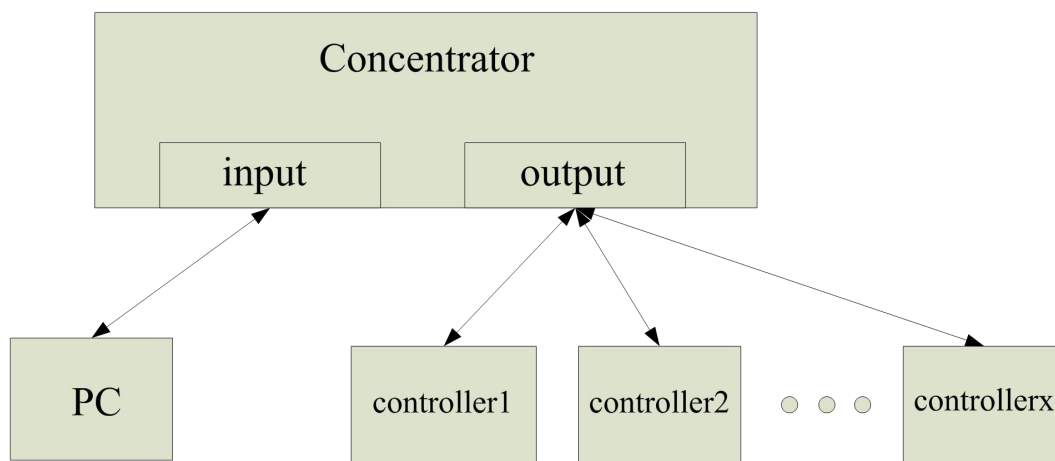 Concentrator
input
output
PC
controller1
controller2
controllerx